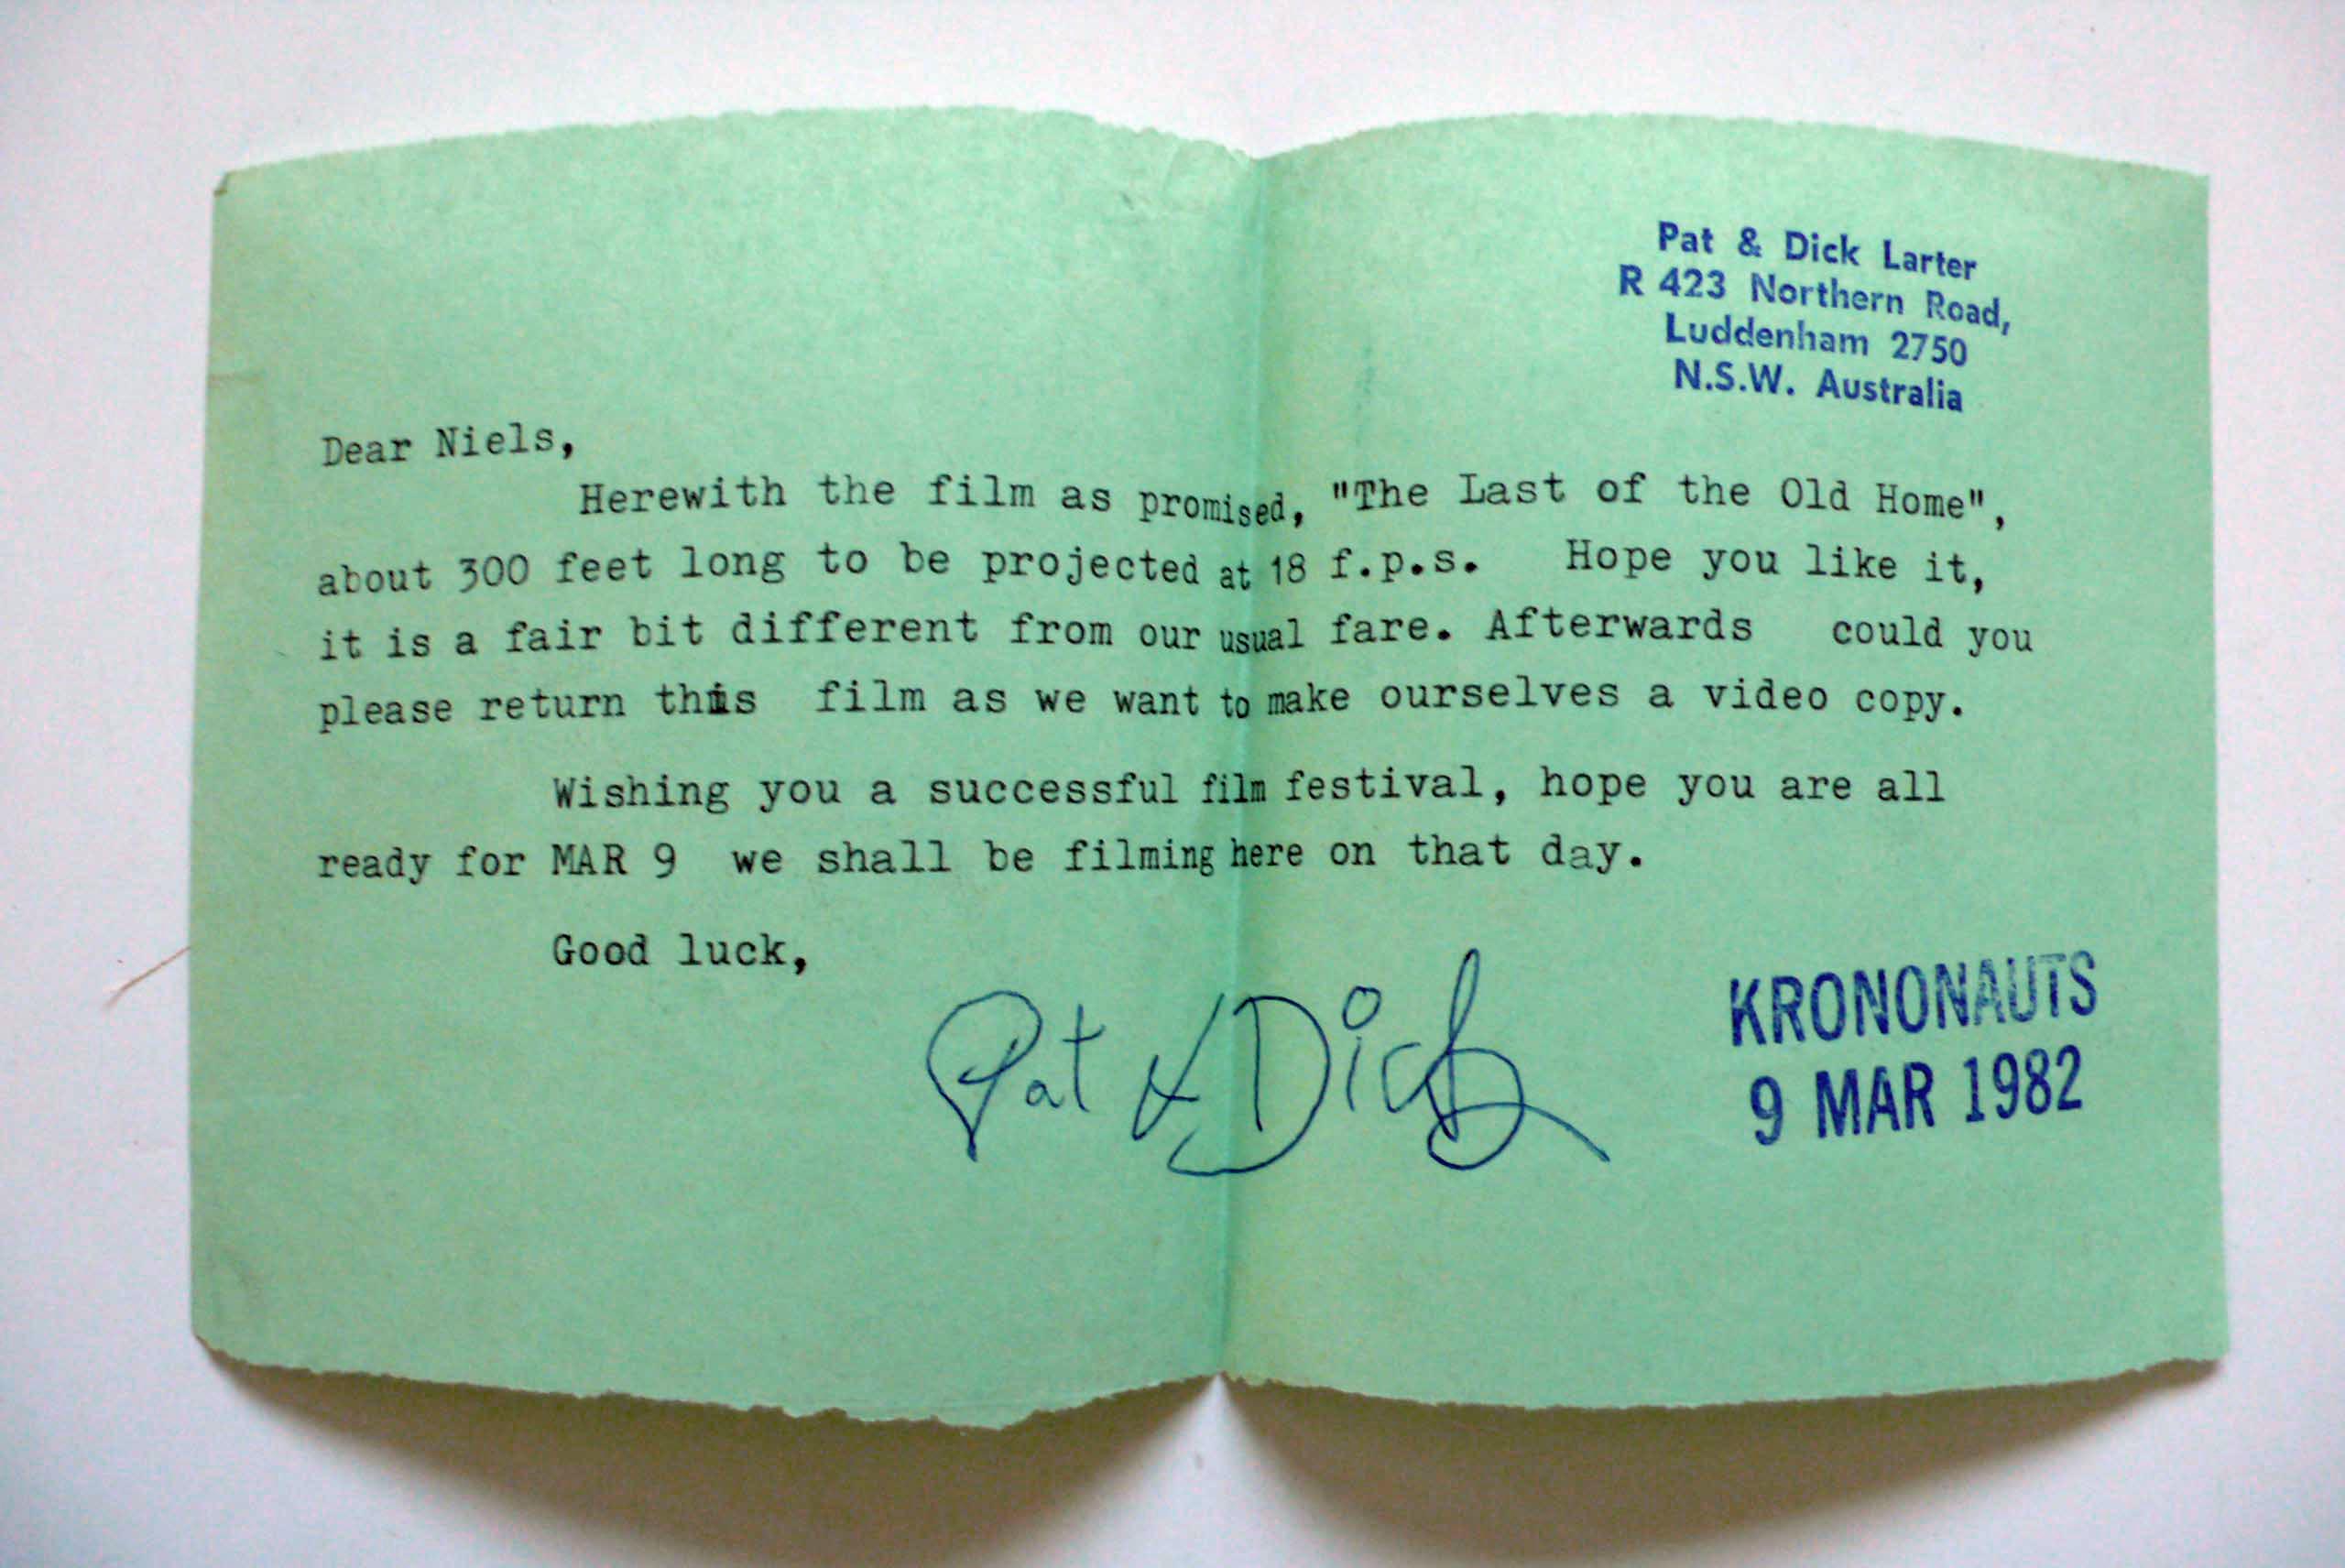 Pat & Dick Larter
R 423 Northern Road,
Luddenham 2750
N.S.W. Australia
Dear Niels,
Herewith the film as promised, "The Last of the Old Home",
about 300 feet long to be projected at 18 f.p.s. Hope you like it,
it is a fair bit different from our usual fare. Afterwards could you
please return this film as we want to make ourselves a video copy.
Wishing you a successful film festival, hope you are all
ready for MAR 9 we shall be filming here on that day.
Good luck,
Pat & Dick
KRONONAUTS
9 MAR 1982